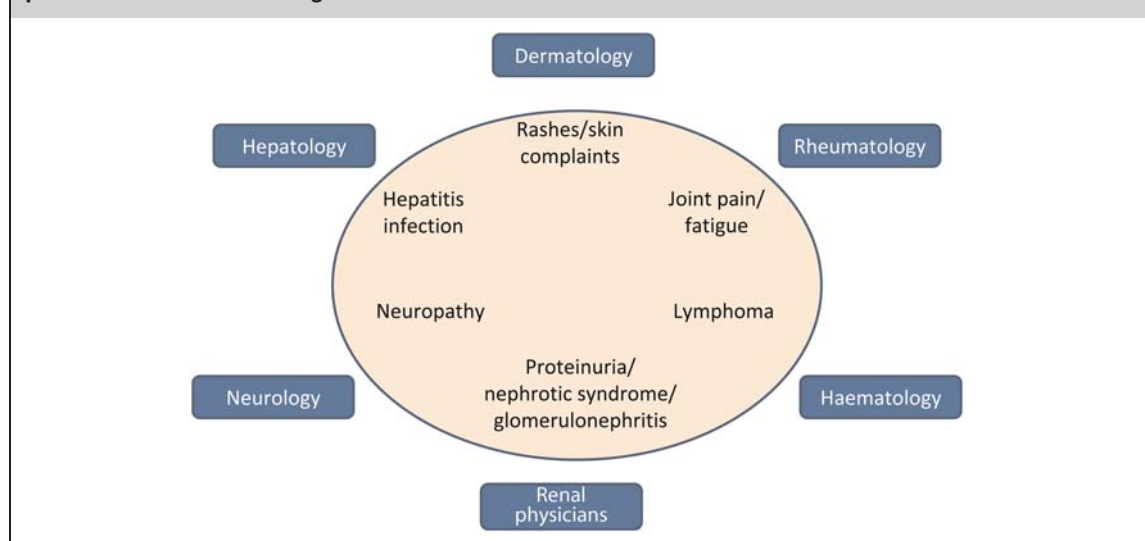 Dermatology
Hepatology
Rashes/skin
complaints
Rheumatology
Hepatitis
infection
Joint pain/
fatigue
Neuropathy
Lymphoma
Neurology
Proteinuria/
nephrotic syndrome/
glomerulonephritis
Haematology
Renal
physicians